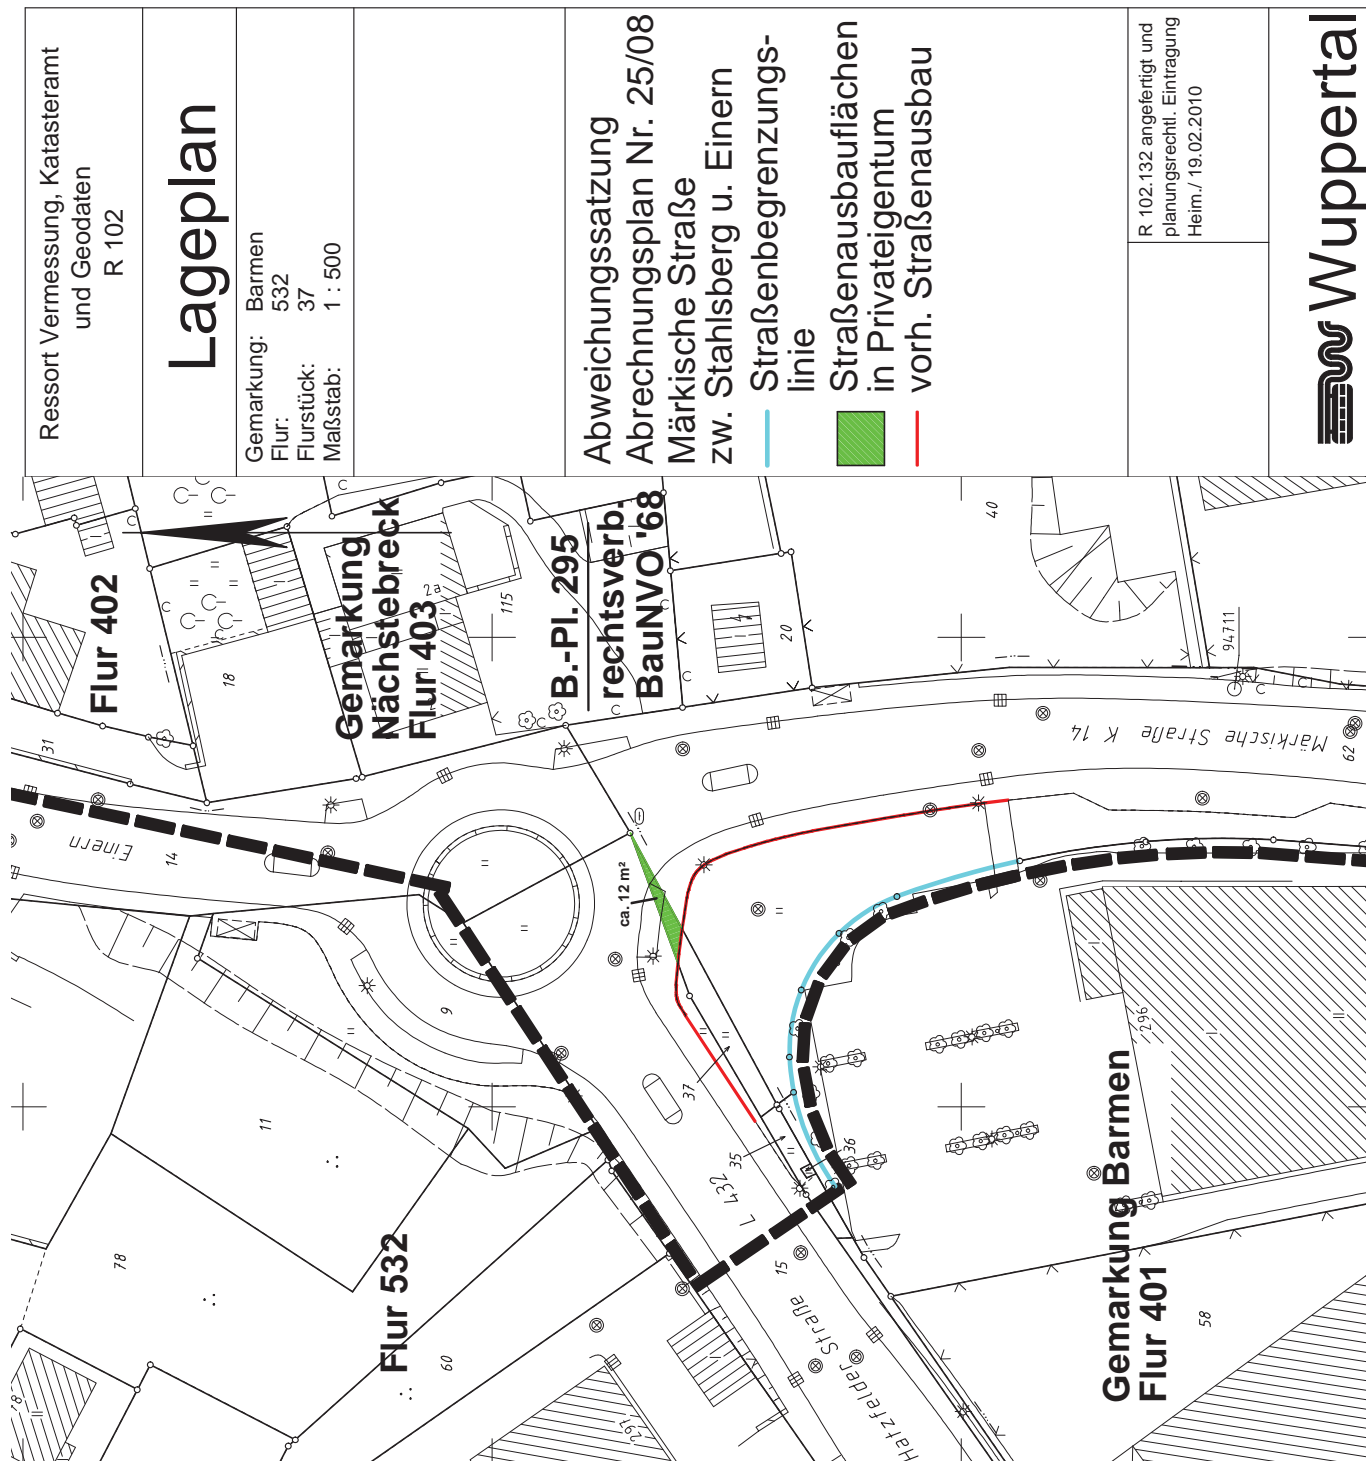 Ressort Vermessung, Katasteramt
und Geodaten
R 102
Lageplan
Gemarkung: Barmen
Flur: 532
Flurstück: 37
Maßstab: 1 : 500
Abweichungssatzung
Abrechnungsplan Nr. 25/08
Märkische Straße
zw. Stahlsberg u. Einern
Straßenbegrenzungs-
linie
Straßenausbauflächen
in Privateigentum
vorh. Straßenausbau
R 102.132 angefertigt und
planungsrechtl. Eintragung
Heim./ 19.02.2010
Wuppertal
Flur 402
Gemarkung
Nächstebreck
Flur 403
B.-Pl. 295
rechtsverb.
BauNVO '68
Flur 532
Gemarkung Barmen
Flur 401
ca. 12 m²
Einern
Märkische Straße K 14
Hatzfelder Straße
L 432
31
18
2a
115
20
40
94711
62
14
9
11
78
60
297
37
35
36
15
296
58